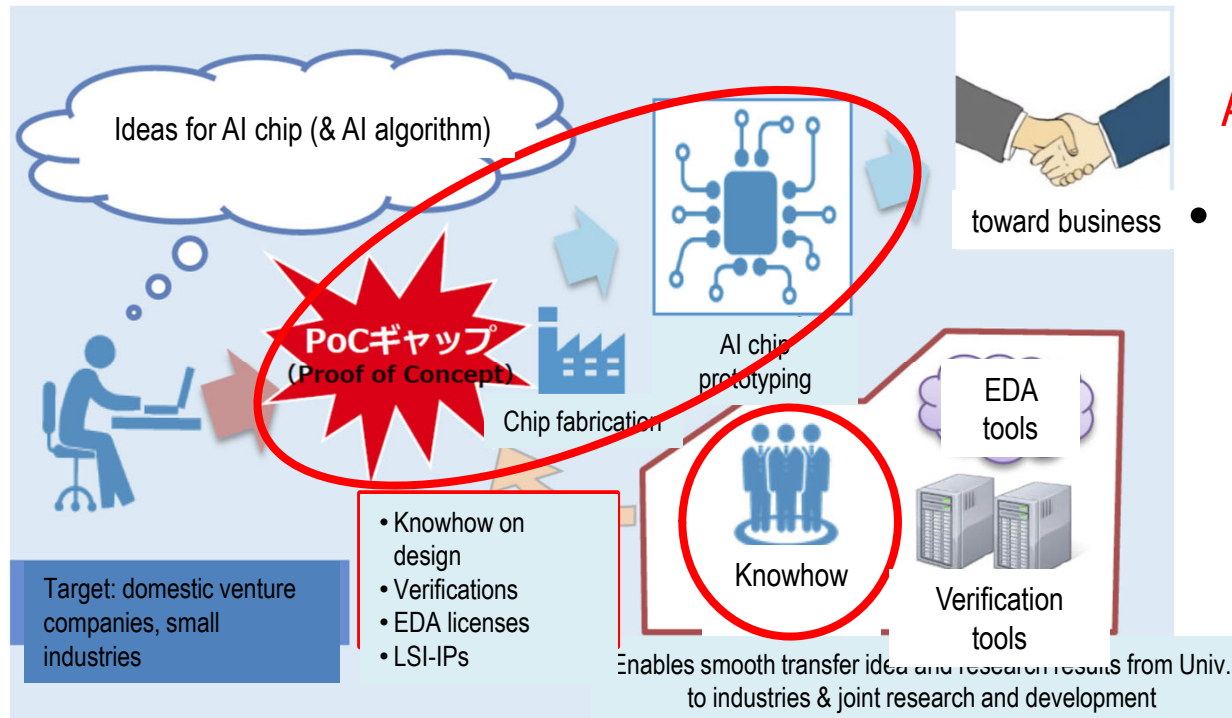 Ideas for AI chip (& AI algorithm)
A
toward business
•
PoCギャップ
(Proof of Concept)
AI chip
prototyping
Chip fabrication
EDA
tools
Knowhow
Verification
tools
Target: domestic venture
companies, small
industries
• Knowhow on
design
• Verifications
• EDA licenses
• LSI-IPs
Enables smooth transfer idea and research results from Univ.
to industries & joint research and development